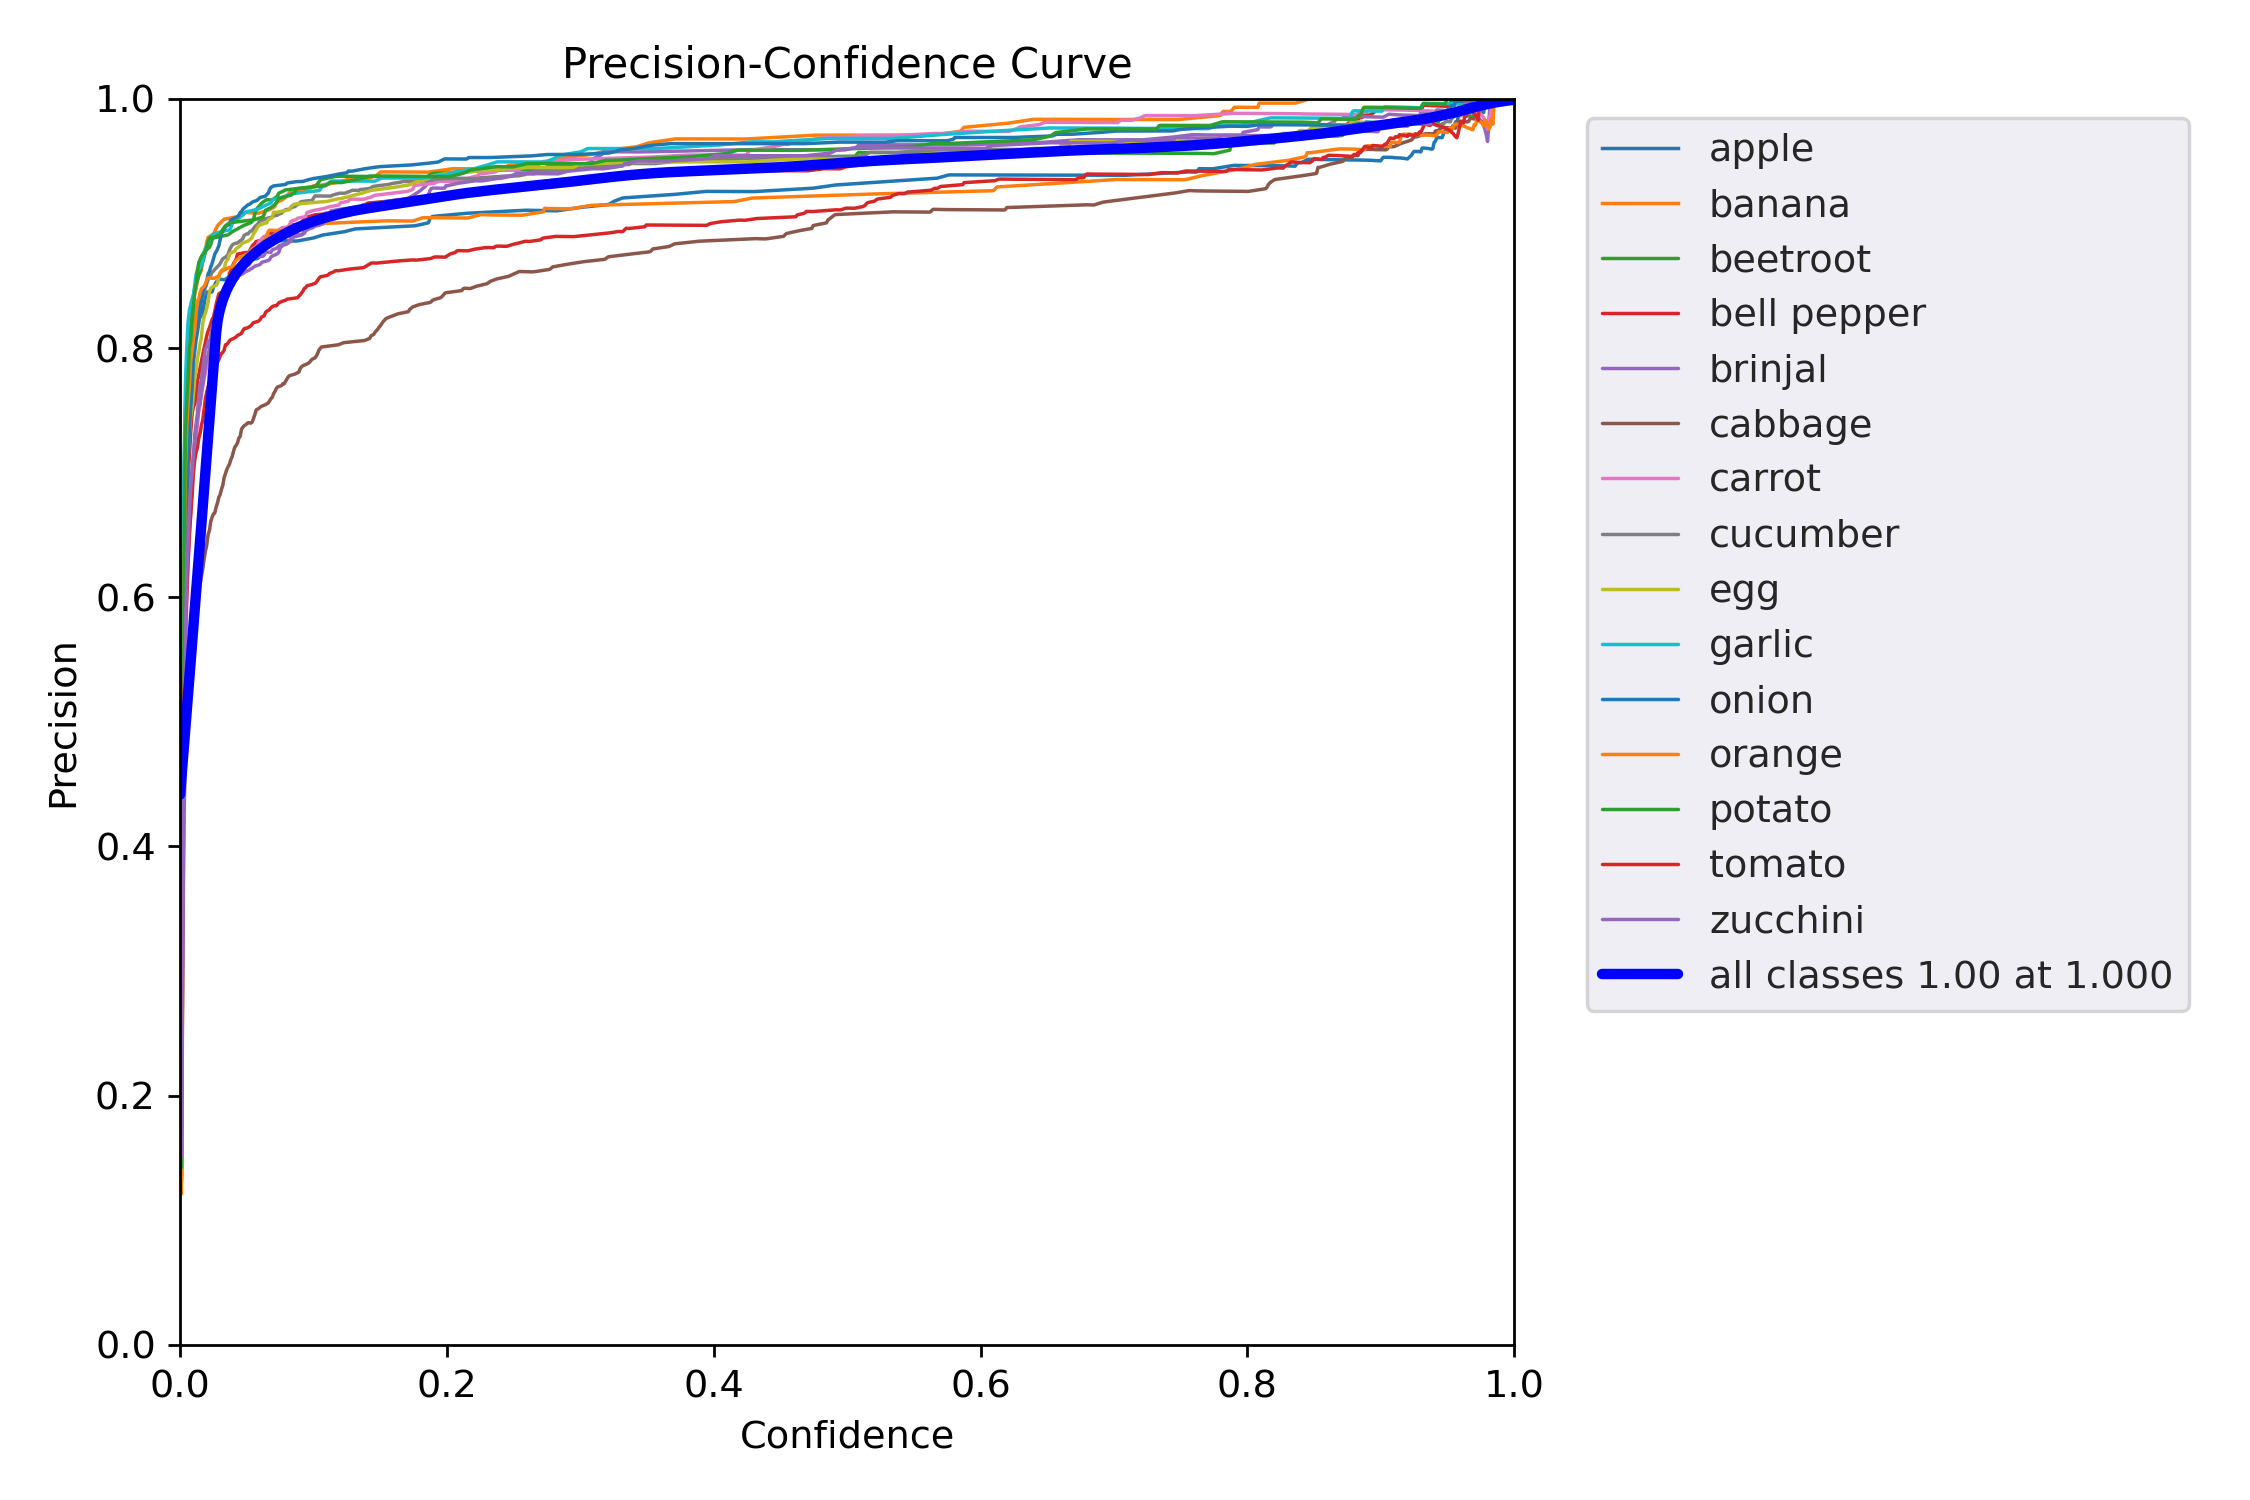 Precision-Confidence Curve
1.0
0.8
0.6
0.4
0.2
0.0
Precision
0.0 0.2 0.4 0.6 0.8 1.0
Confidence
apple
banana
beetroot
bell pepper
brinjal
cabbage
carrot
cucumber
egg
garlic
onion
orange
potato
tomato
zucchini
all classes 1.00 at 1.000